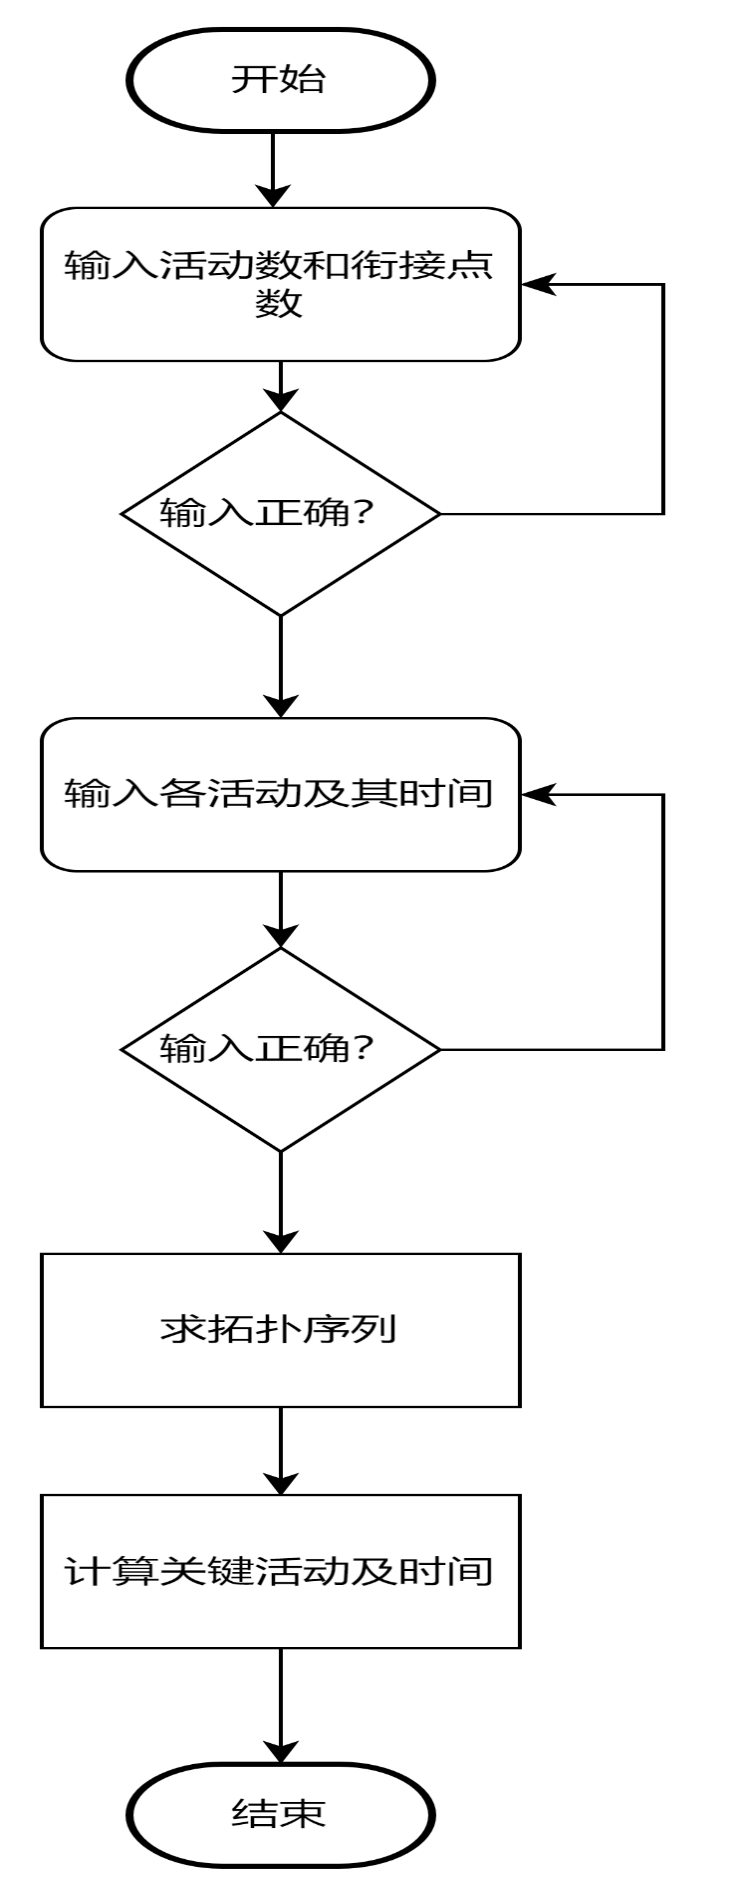 开始
输入活动数和衔接点
数
输入正确?
输入各活动及其时间
输入正确?
求拓扑序列
计算关键活动及时间
结束